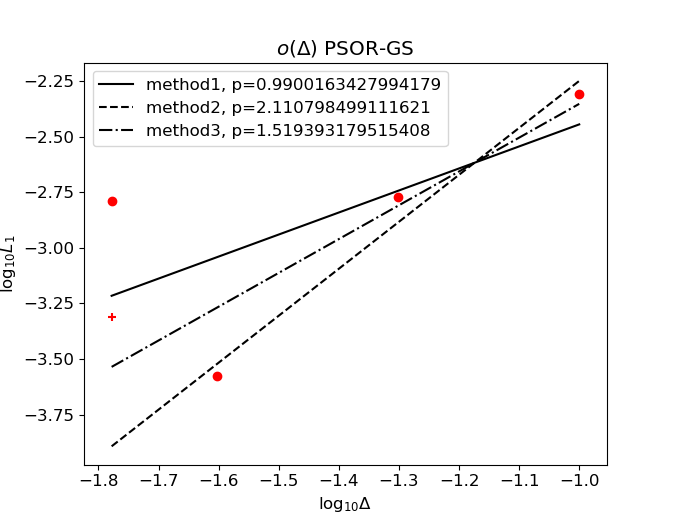 o(Δ) PSOR-GS
method1, p=0.9900163427994179
method2, p=2.110798499111621
method3, p=1.519393179515408
−2.25
−2.50
−2.75
−3.00
−3.25
−3.50
−3.75
log₁₀L₁
−1.8 −1.7 −1.6 −1.5 −1.4 −1.3 −1.2 −1.1 −1.0
log₁₀Δ